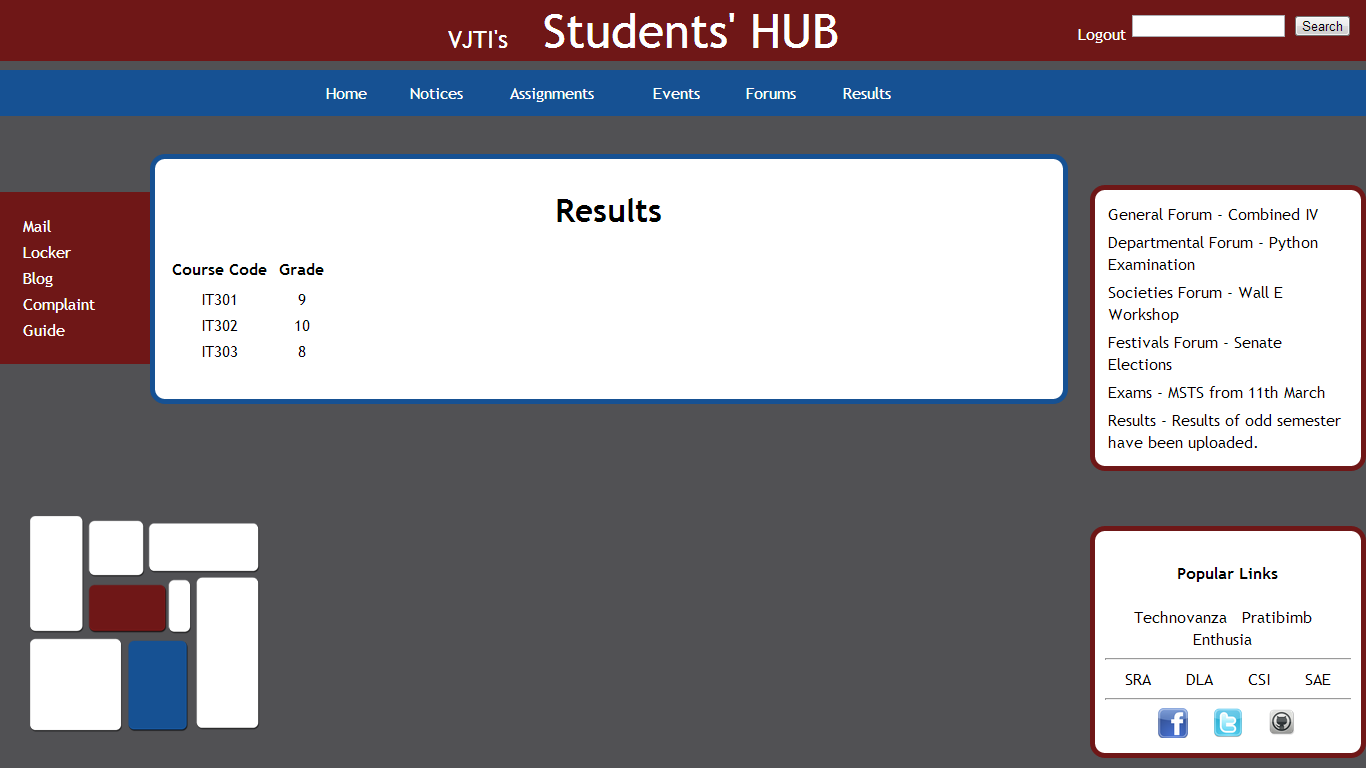 VJTI's Students' HUB
Logout Search
Home Notices Assignments Events Forums Results
Mail
Locker
Blog
Complaint
Guide
Results
Course Code Grade
IT301 9
IT302 10
IT303 8
General Forum - Combined IV
Departmental Forum - Python
Examination
Societies Forum - Wall E
Workshop
Festivals Forum - Senate
Elections
Exams - MSTS from 11th March
Results - Results of odd semester
have been uploaded.
Popular Links
Technovanza Pratibimb
Enthusia
SRA DLA CSI SAE